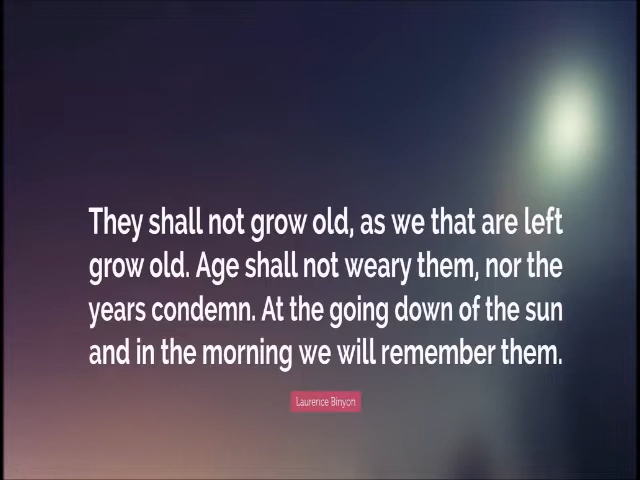 They shall not grow old, as we that are left
grow old. Age shall not weary them, nor the
years condemn. At the going down of the sun
and in the morning we will remember them.
Laurence Binyon